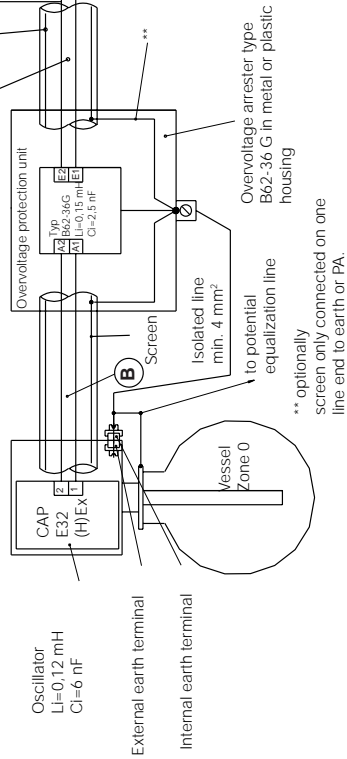 Oscillator
Li=0,12 mH
Ci=6 nF
External earth terminal
Internal earth terminal
CAP
E32
(H)Ex
2
1
B
Screen
Vessel
Zone 0
Isolated line
min. 4 mm²
to potential
equalization line
Overvoltage protection unit
Typ
B62-36G
Li=0,15 mH
Ci=2,5 nF
A2
A1
E2
E1
**
Overvoltage arrester type
B62-36 G in metal or plastic
housing
** optionally
screen only connected on one
line end to earth or PA.